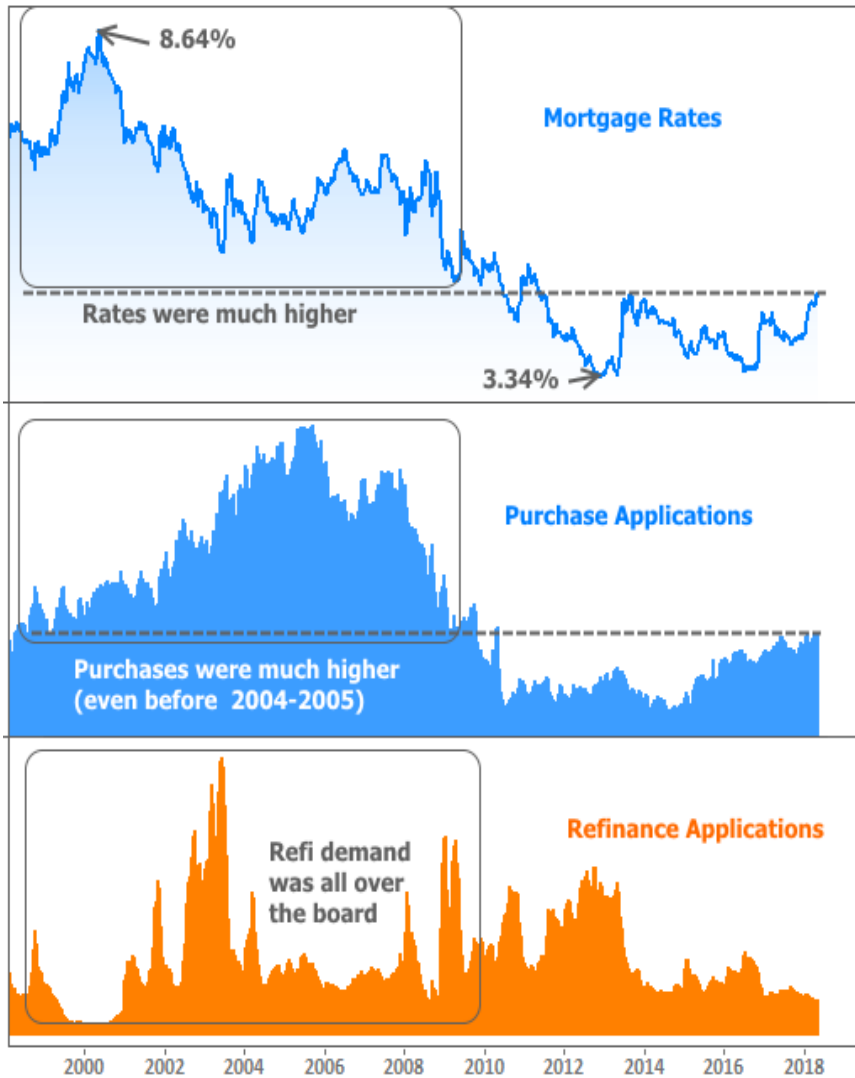 8.64%
Mortgage Rates
Rates were much higher
3.34%
Purchase Applications
Purchases were much higher
(even before 2004-2005)
Refinance Applications
Refi demand
was all over
the board
2000 2002 2004 2006 2008 2010 2012 2014 2016 2018